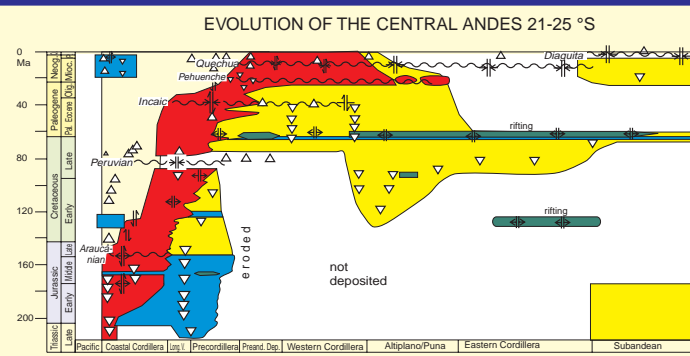 EVOLUTION OF THE CENTRAL ANDES 21-25 °S
0
Ma
40
80
120
160
200
Neog.
Mioc.
P.
Paleogene
Pal.
Eocene
Olig.
Cretaceous
Late
Early
Jurassic
Late
Middle
Early
Triassic
Late
Quechua
Pehuenche
Incaic
Peruvian
Arauca-
nian
Diaguita
rifting
rifting
eroded
not
deposited
Pacific
Coastal Cordillera
Long.V.
Precordillera
Preand. Dep.
Western Cordillera
Altiplano/Puna
Eastern Cordillera
Subandean